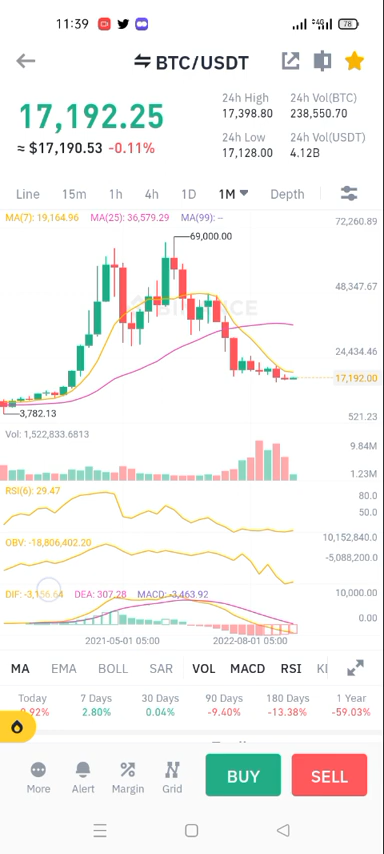 11:39
4G
78
BTC/USDT
17,192.25
≈ $17,190.53 -0.11%
24h High
17,398.80
24h Vol(BTC)
238,550.70
24h Low
17,128.00
24h Vol(USDT)
4.12B
Line 15m 1h 4h 1D 1M Depth
MA(7): 19,164.96 MA(25): 36,579.29 MA(99): --
72,260.89
69,000.00
48,347.67
BINANCE
24,434.46
17,192.00
3,782.13
521.23
Vol: 1,522,833.6813
9.84M
1.23M
RSI(6): 29.47
80.0
50.0
OBV: -18,806,402.20
10,152,840.0
-5,088,200.0
DIF: -3,156.64 DEA: 307.28 MACD: -3,463.92
10,000.00
0.00
2021-05-01 05:00 2022-08-01 05:00
MA EMA BOLL SAR VOL MACD RSI
Today 7 Days 30 Days 90 Days 180 Days 1 Year
2.80% 0.04% -9.40% -13.38% -59.03%
More Alert Margin Grid BUY SELL